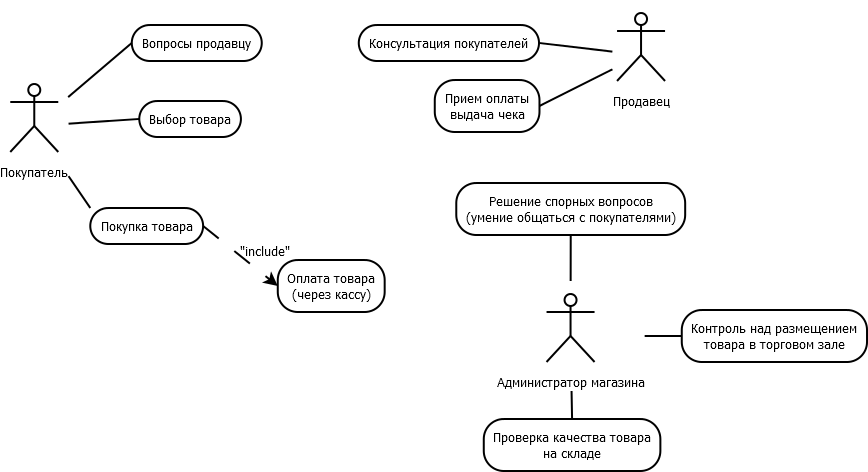 Вопросы продавцу
Консультация покупателей
Прием оплаты
выдача чека
Продавец
Выбор товара
Покупатель
Покупка товара
"include"
Оплата товара
(через кассу)
Решение спорных вопросов
(умение общаться с покупателями)
Контроль над размещением
товара в торговом зале
Администратор магазина
Проверка качества товара
на складе